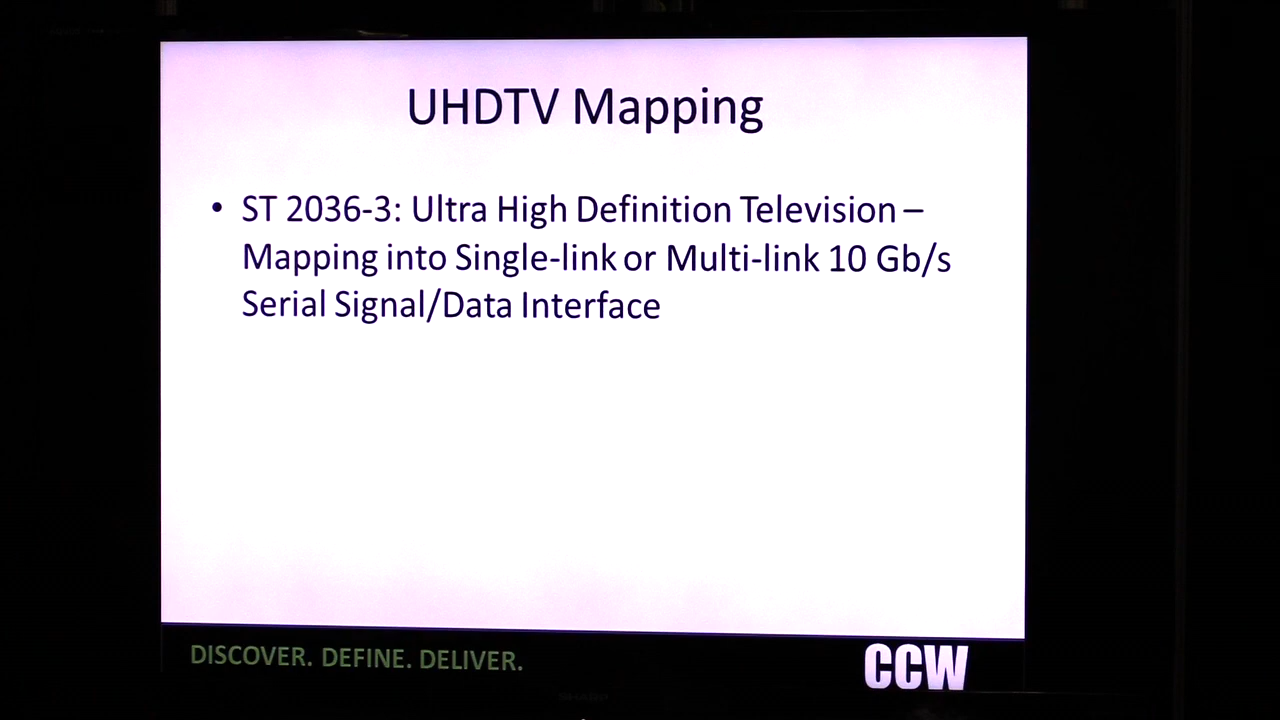 UHDTV Mapping
• ST 2036-3: Ultra High Definition Television –
Mapping into Single-link or Multi-link 10 Gb/s
Serial Signal/Data Interface
DISCOVER. DEFINE. DELIVER.
CCW